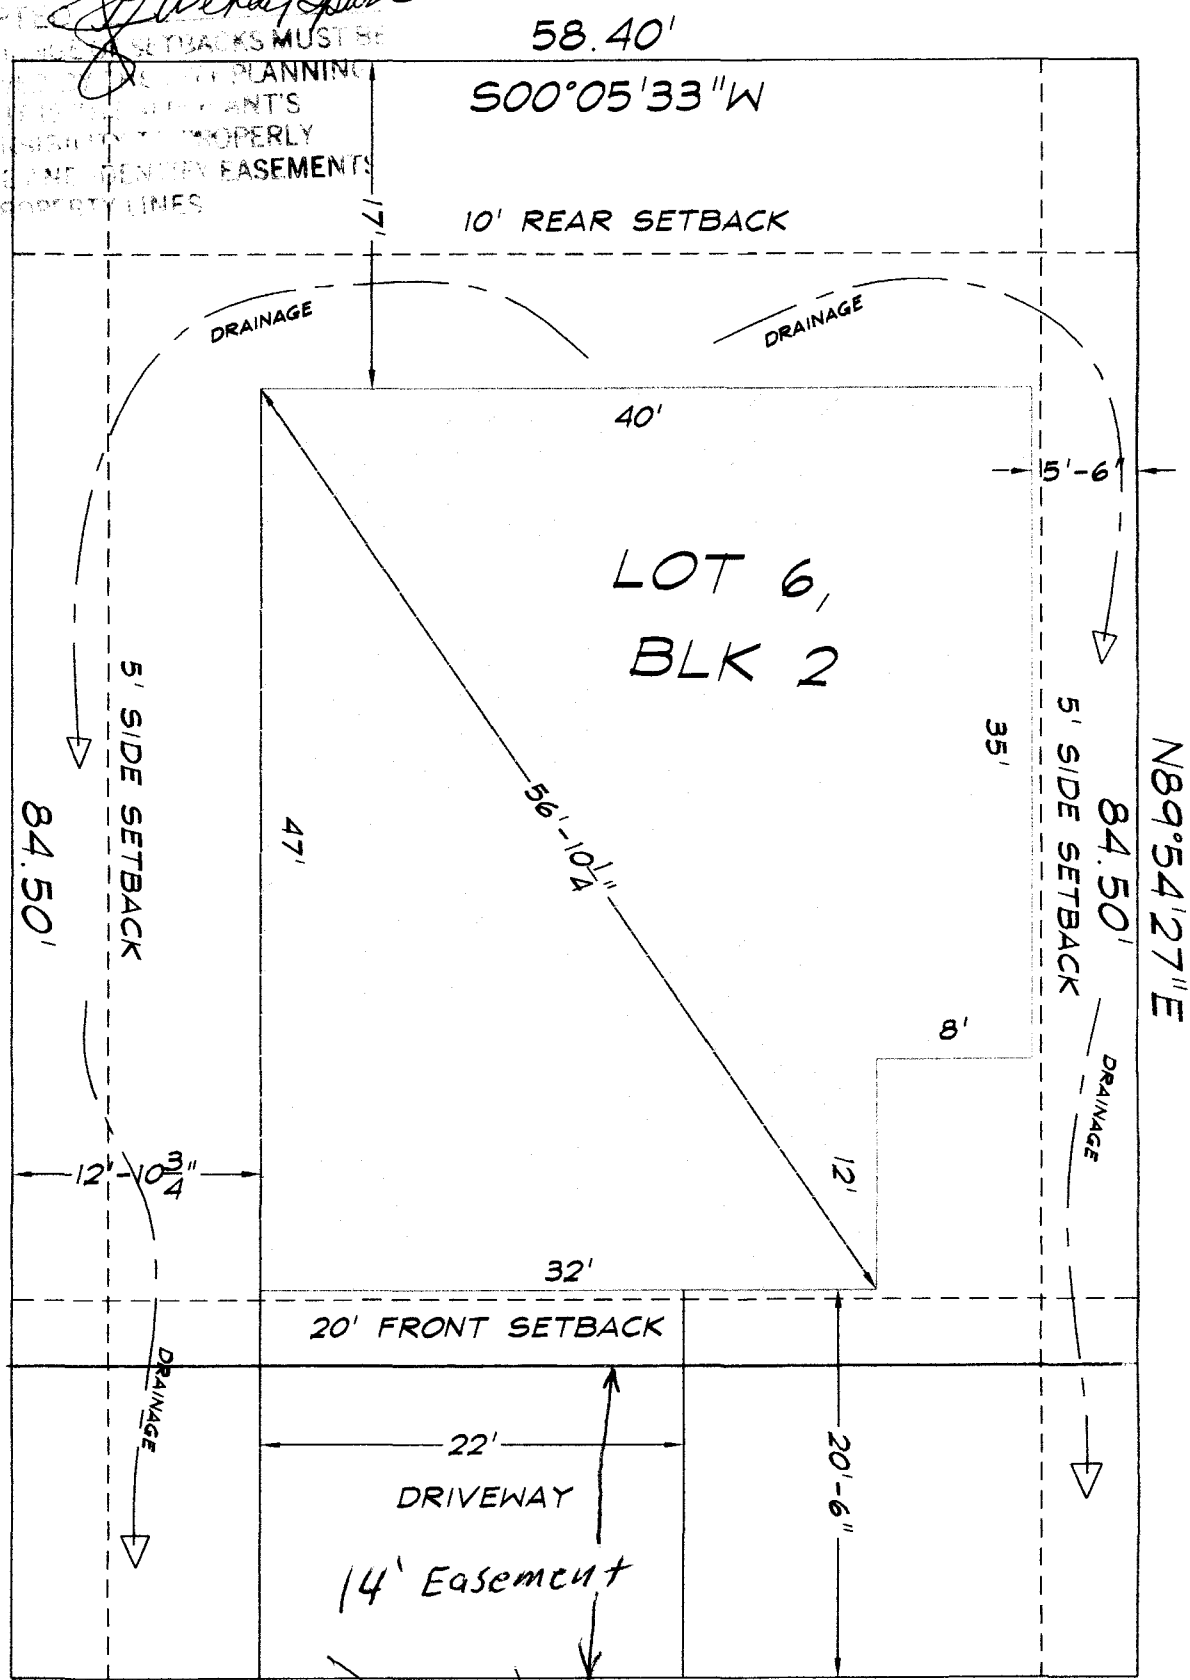 SETBACKS MUST BE
PLANNING
ANT'S
PROPERLY
IDENTIFY EASEMENTS
PROPERTY LINES
58.40'
S00°05'33"W
17'
10' REAR SETBACK
DRAINAGE
DRAINAGE
40'
5'-6"
LOT 6,
BLK 2
35'
5' SIDE SETBACK
84.50'
N89°54'27"E
5' SIDE SETBACK
84.50'
47'
56'-10 1/4"
8'
DRAINAGE
12'-10 3/4"
12'
32'
20' FRONT SETBACK
DRAINAGE
22'
DRIVEWAY
20'-6"
14' Easement